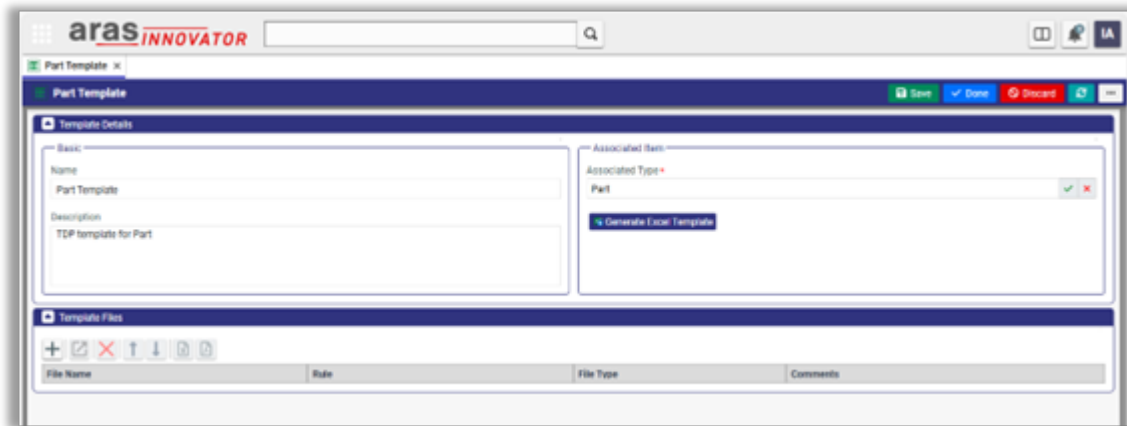 aras INNOVATOR
IA
Part Template ×
Part Template
Save Done Discard
Template Details
Basic
Associated Item
Name
Associated Type
Part Template
Part
Description
Generate Excel Template
TDP template for Part
Template Files
File Name Rule File Type Comments